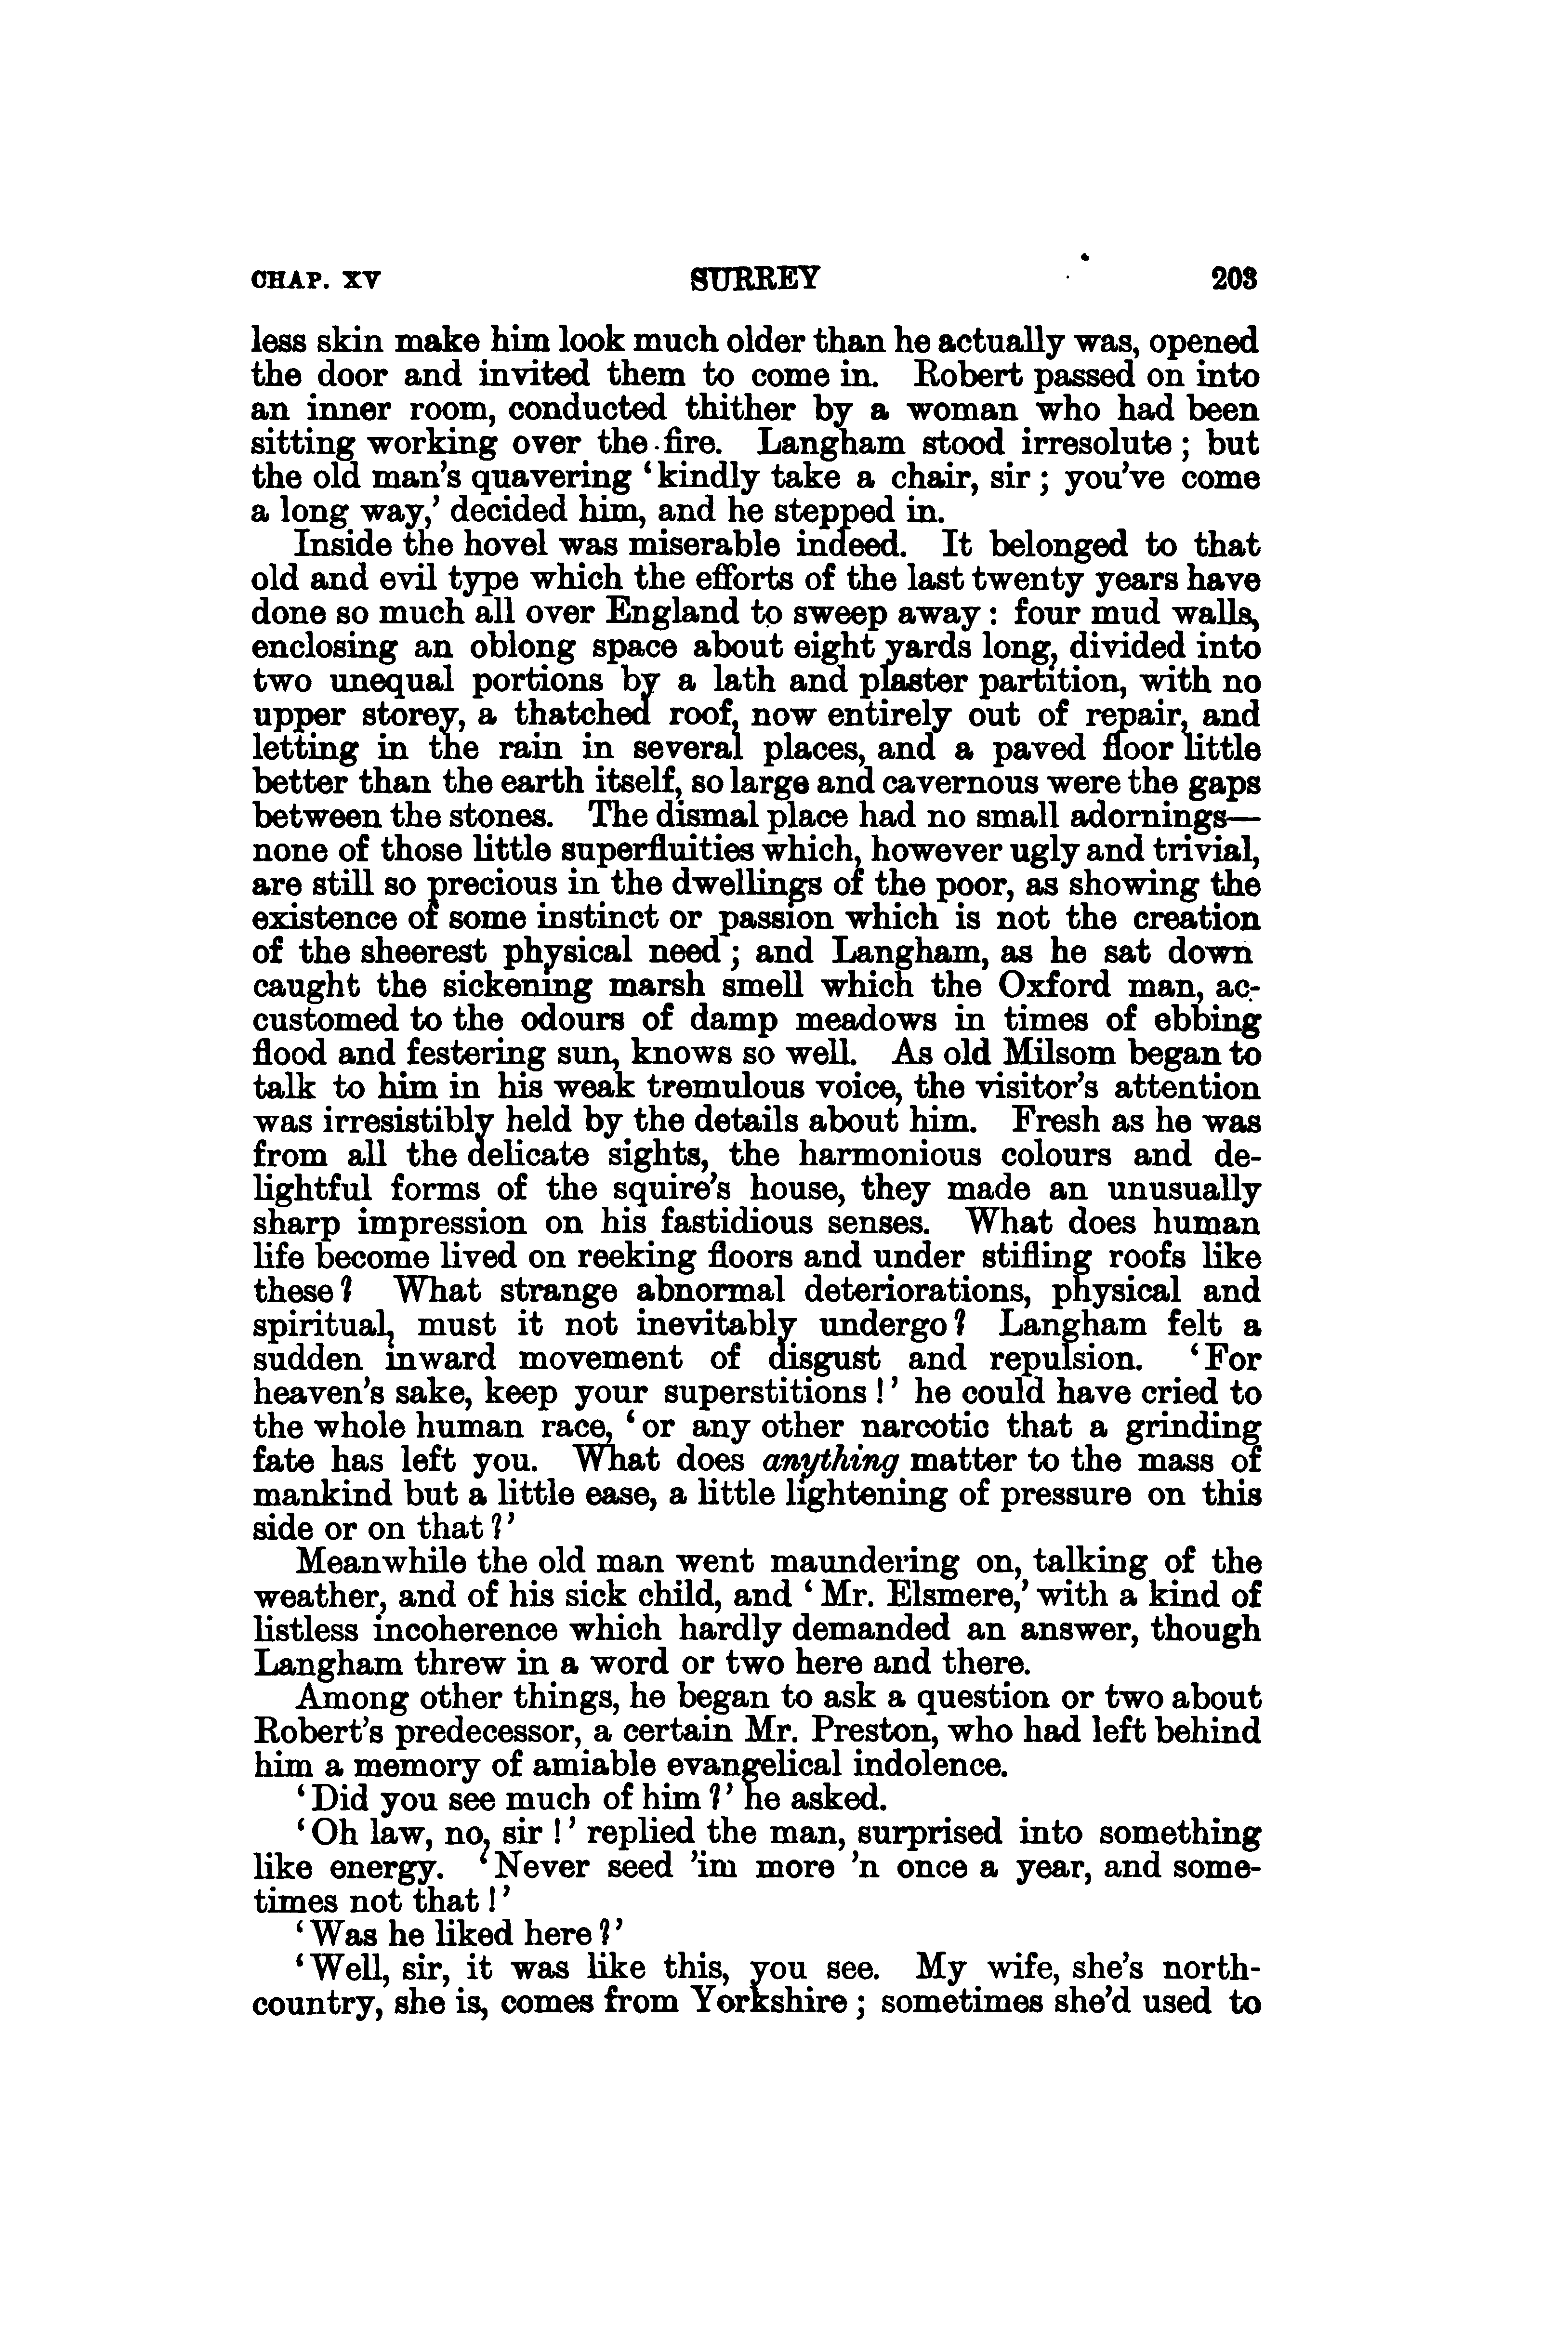 CHAP. XV SURREY 203
less skin make him look much older than he actually was, opened
the door and invited them to come in. Robert passed on into
an inner room, conducted thither by a woman who had been
sitting working over the fire. Langham stood irresolute ; but
the old man's quavering ‘kindly take a chair, sir ; you've come
a long way,’ decided him, and he stepped in.
Inside the hovel was miserable indeed. It belonged to that
old and evil type which the efforts of the last twenty years have
done so much all over England to sweep away : four mud walls,
enclosing an oblong space about eight yards long, divided into
two unequal portions by a lath and plaster partition, with no
upper storey, a thatched roof, now entirely out of repair, and
letting in the rain in several places, and a paved floor little
better than the earth itself, so large and cavernous were the gaps
between the stones. The dismal place had no small adornings—
none of those little superfluities which, however ugly and trivial,
are still so precious in the dwellings of the poor, as showing the
existence of some instinct or passion which is not the creation
of the sheerest physical need ; and Langham, as he sat down
caught the sickening marsh smell which the Oxford man, ac-
customed to the odours of damp meadows in times of ebbing
flood and festering sun, knows so well. As old Milsom began to
talk to him in his weak tremulous voice, the visitor's attention
was irresistibly held by the details about him. Fresh as he was
from all the delicate sights, the harmonious colours and de-
lightful forms of the squire's house, they made an unusually
sharp impression on his fastidious senses. What does human
life become lived on reeking floors and under stifling roofs like
these ? What strange abnormal deteriorations, physical and
spiritual, must it not inevitably undergo ? Langham felt a
sudden inward movement of disgust and repulsion. ‘For
heaven's sake, keep your superstitions !’ he could have cried to
the whole human race, ‘or any other narcotic that a grinding
fate has left you. What does anything matter to the mass of
mankind but a little ease, a little lightening of pressure on this
side or on that ?’
Meanwhile the old man went maundering on, talking of the
weather, and of his sick child, and ‘Mr. Elsmere,’ with a kind of
listless incoherence which hardly demanded an answer, though
Langham threw in a word or two here and there.
Among other things, he began to ask a question or two about
Robert's predecessor, a certain Mr. Preston, who had left behind
him a memory of amiable evangelical indolence.
‘Did you see much of him ?’ he asked.
‘Oh law, no, sir !’ replied the man, surprised into something
like energy. ‘Never seed 'im more 'n once a year, and some-
times not that !’
‘Was he liked here ?’
‘Well, sir, it was like this, you see. My wife, she's north-
country, she is, comes from Yorkshire ; sometimes she'd used to